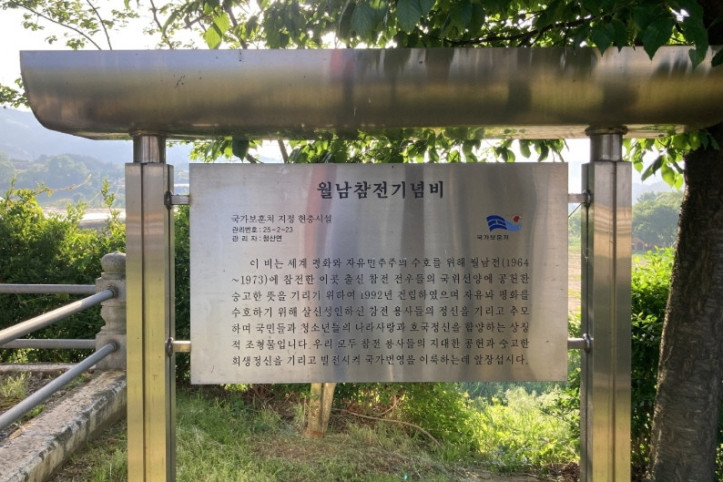 월남참전기념비
국가보훈처 지정 현충시설
관리번호 : 25-2-23
관 리 자 : 청산면
국가보훈처
이 비는 세계 평화와 자유민주주의 수호를 위해 월남전(1964
~1973)에 참전한 이곳 출신 참전 전우들의 국위선양에 공헌한
숭고한 뜻을 기리기 위하여 1992년 건립하였으며 자유와 평화를
수호하기 위해 살신성인하신 참전 용사들의 정신을 기리고 추모
하며 국민들과 청소년들의 나라사랑과 호국정신을 함양하는 상징
적 조형물입니다. 우리 모두 참전 용사들의 지대한 공헌과 숭고한
희생정신을 기리고 발전시켜 국가번영을 이룩하는데 앞장섭시다.